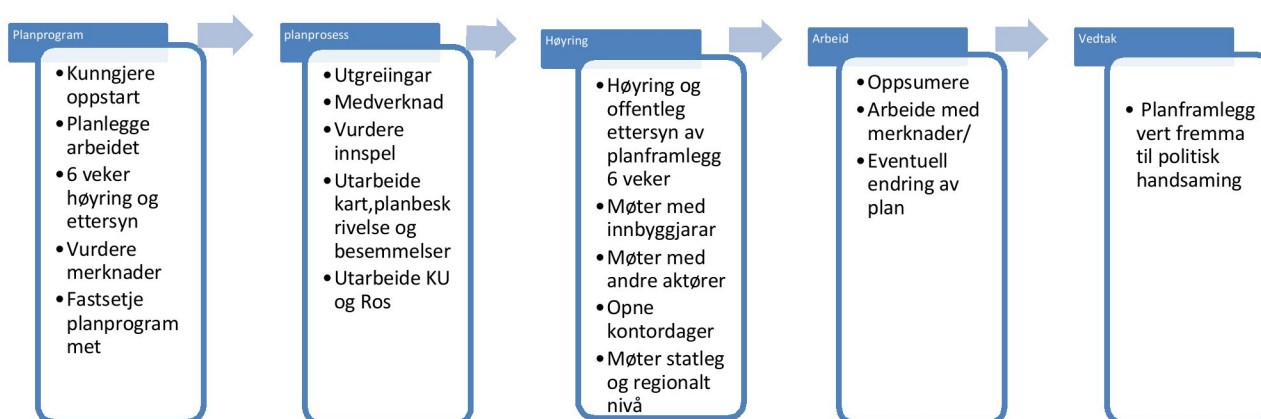 Planprogram
• Kunngjere
oppstart
• Planlegge
arbeidet
• 6 veker
høyring og
ettersyn
• Vurdere
merknader
• Fastsetje
planprogram
met
planprosess
• Utgreiingar
• Medverknad
• Vurdere
innspel
• Utarbeide
kart,planbesk
rivelse og
besemmelser
• Utarbeide KU
og Ros
Høyring
• Høyring og
offentleg
ettersyn av
planframlegg
6 veker
• Møter med
innbyggjarar
• Møter med
andre aktører
• Opne
kontordager
• Møter statleg
og regionalt
nivå
Arbeid
• Oppsumere
• Arbeide med
merknader/
• Eventuell
endring av
plan
Vedtak
• Planframlegg
vert fremma
til politisk
handsaming